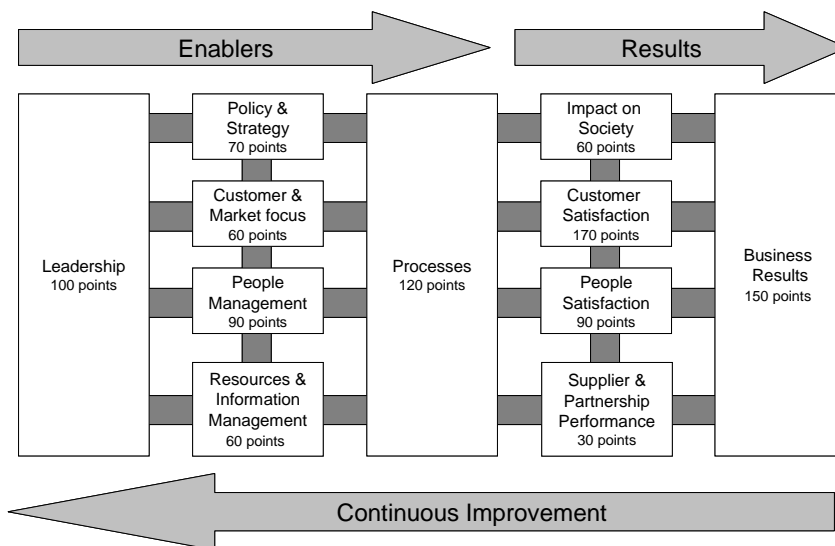 Enablers
Results
Leadership
100 points
Policy &
Strategy
70 points
Customer &
Market focus
60 points
People
Management
90 points
Resources &
Information
Management
60 points
Processes
120 points
Impact on
Society
60 points
Customer
Satisfaction
170 points
People
Satisfaction
90 points
Supplier &
Partnership
Performance
30 points
Business
Results
150 points
Continuous Improvement